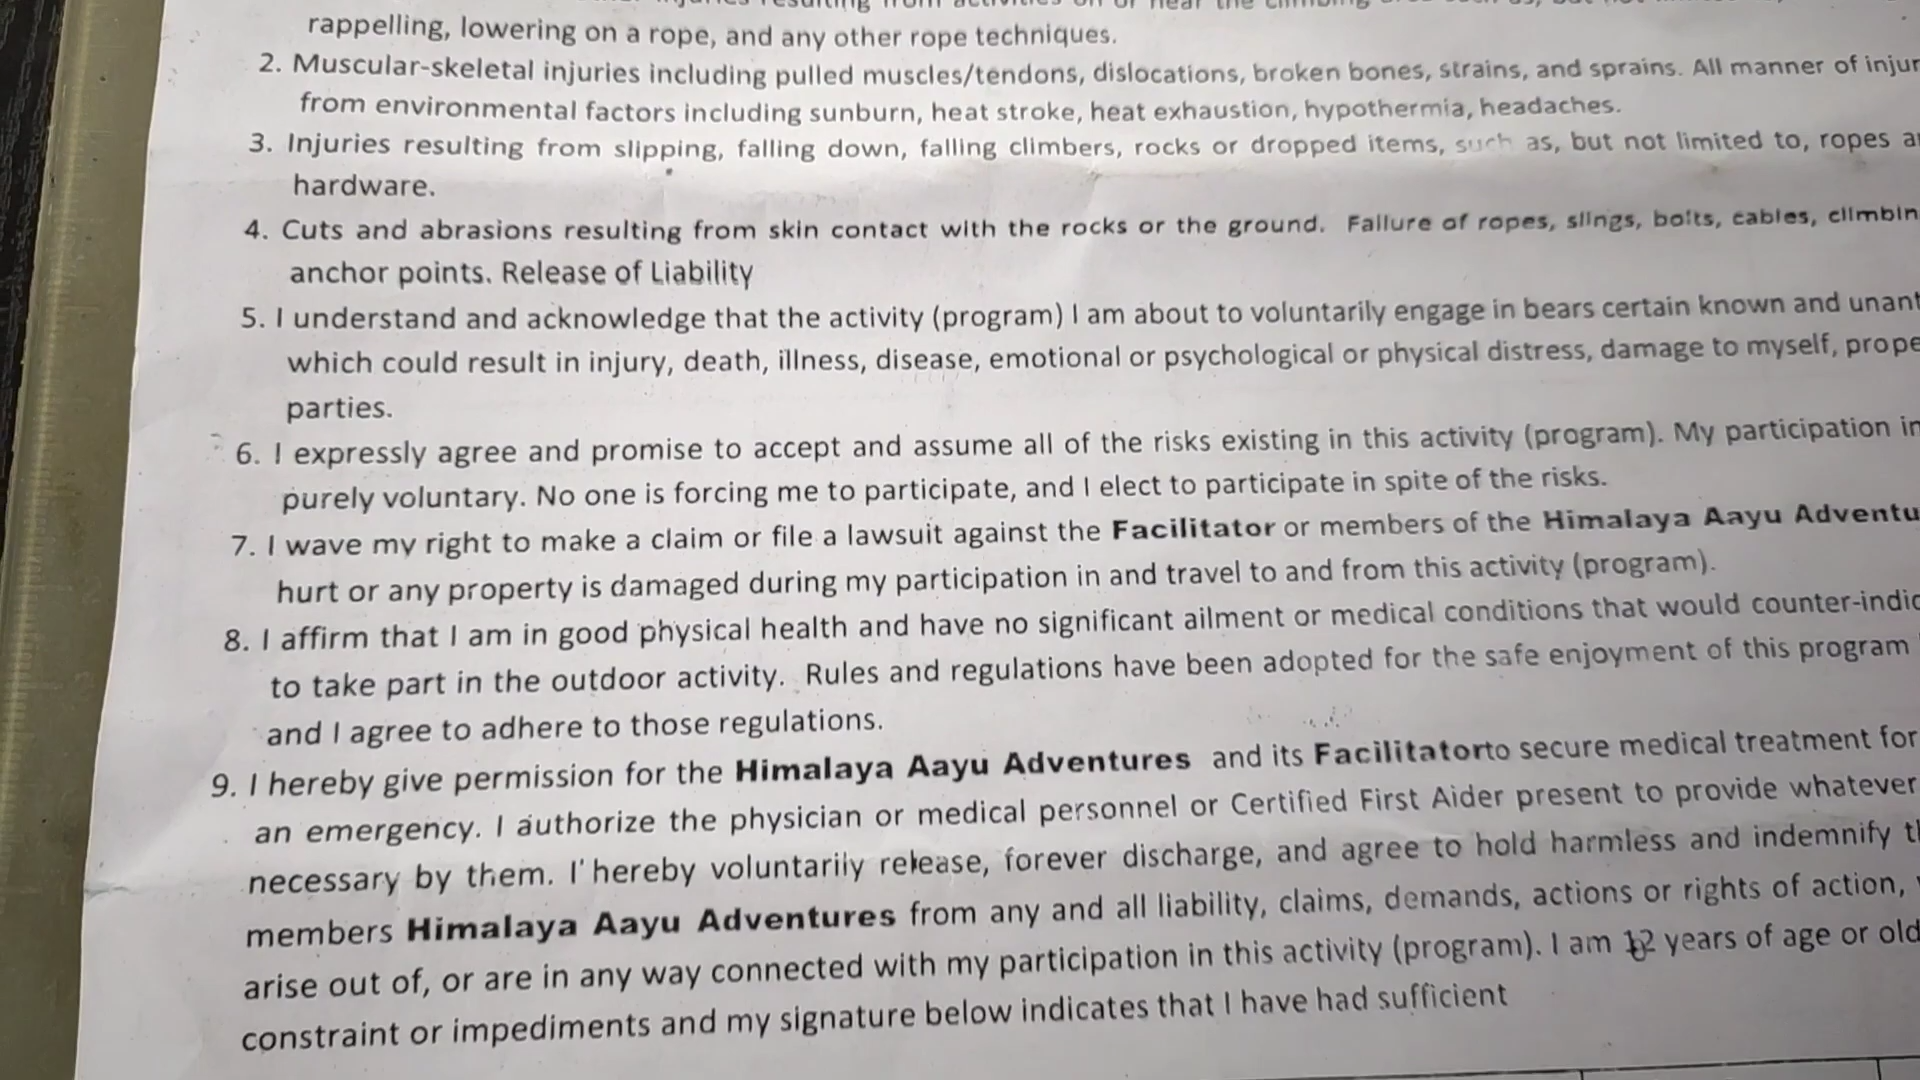 rappelling, lowering on a rope, and any other rope techniques.
2. Muscular-skeletal injuries including pulled muscles/tendons, dislocations, broken bones, strains, and sprains. All manner of injur
from environmental factors including sunburn, heat stroke, heat exhaustion, hypothermia, headaches.
3. Injuries resulting from slipping, falling down, falling climbers, rocks or dropped items, such as, but not limited to, ropes a
hardware.
4. Cuts and abrasions resulting from skin contact with the rocks or the ground. Failure of ropes, slings, bolts, cables, climbin
anchor points. Release of Liability
5. I understand and acknowledge that the activity (program) I am about to voluntarily engage in bears certain known and unant
which could result in injury, death, illness, disease, emotional or psychological or physical distress, damage to myself, prope
parties.
6. I expressly agree and promise to accept and assume all of the risks existing in this activity (program). My participation in
purely voluntary. No one is forcing me to participate, and I elect to participate in spite of the risks.
7. I wave my right to make a claim or file a lawsuit against the Facilitator or members of the Himalaya Aayu Adventu
hurt or any property is damaged during my participation in and travel to and from this activity (program).
8. I affirm that I am in good physical health and have no significant ailment or medical conditions that would counter-indic
to take part in the outdoor activity. Rules and regulations have been adopted for the safe enjoyment of this program
and I agree to adhere to those regulations.
9. I hereby give permission for the Himalaya Aayu Adventures and its Facilitatorto secure medical treatment for
an emergency. I authorize the physician or medical personnel or Certified First Aider present to provide whatever
necessary by them. I hereby voluntarily release, forever discharge, and agree to hold harmless and indemnify th
members Himalaya Aayu Adventures from any and all liability, claims, demands, actions or rights of action,
arise out of, or are in any way connected with my participation in this activity (program). I am 12 years of age or old
constraint or impediments and my signature below indicates that I have had sufficient